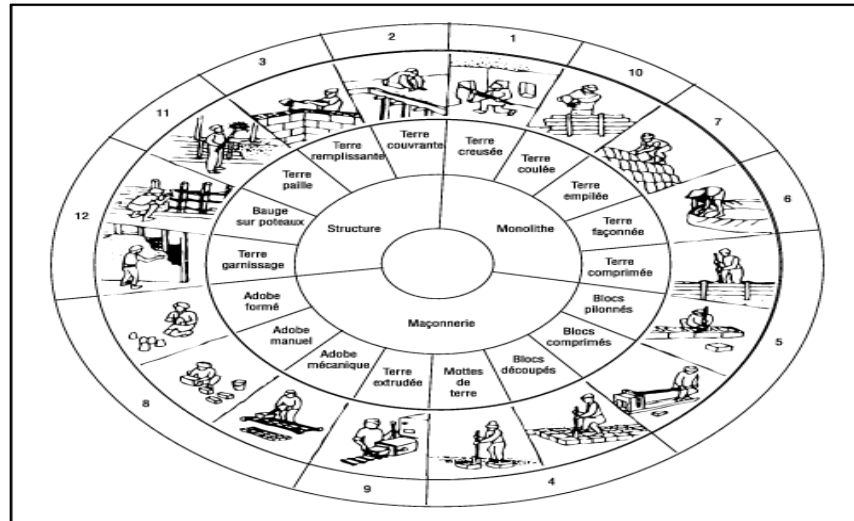 2
1
10
7
6
5
4
9
8
12
11
3
Terre
couvrante
Terre
creusée
Terre
coulée
Terre
empilée
Terre
façonnée
Terre
comprimée
Blocs
pilonnés
Blocs
comprimés
Blocs
découpés
Mottes
de
terre
Terre
extrudée
Adobe
mécanique
Adobe
manuel
Adobe
formé
Terre
garnissage
Bauge
sur poteaux
Terre
paille
Terre
remplissante
Structure
Monolithe
Maçonnerie